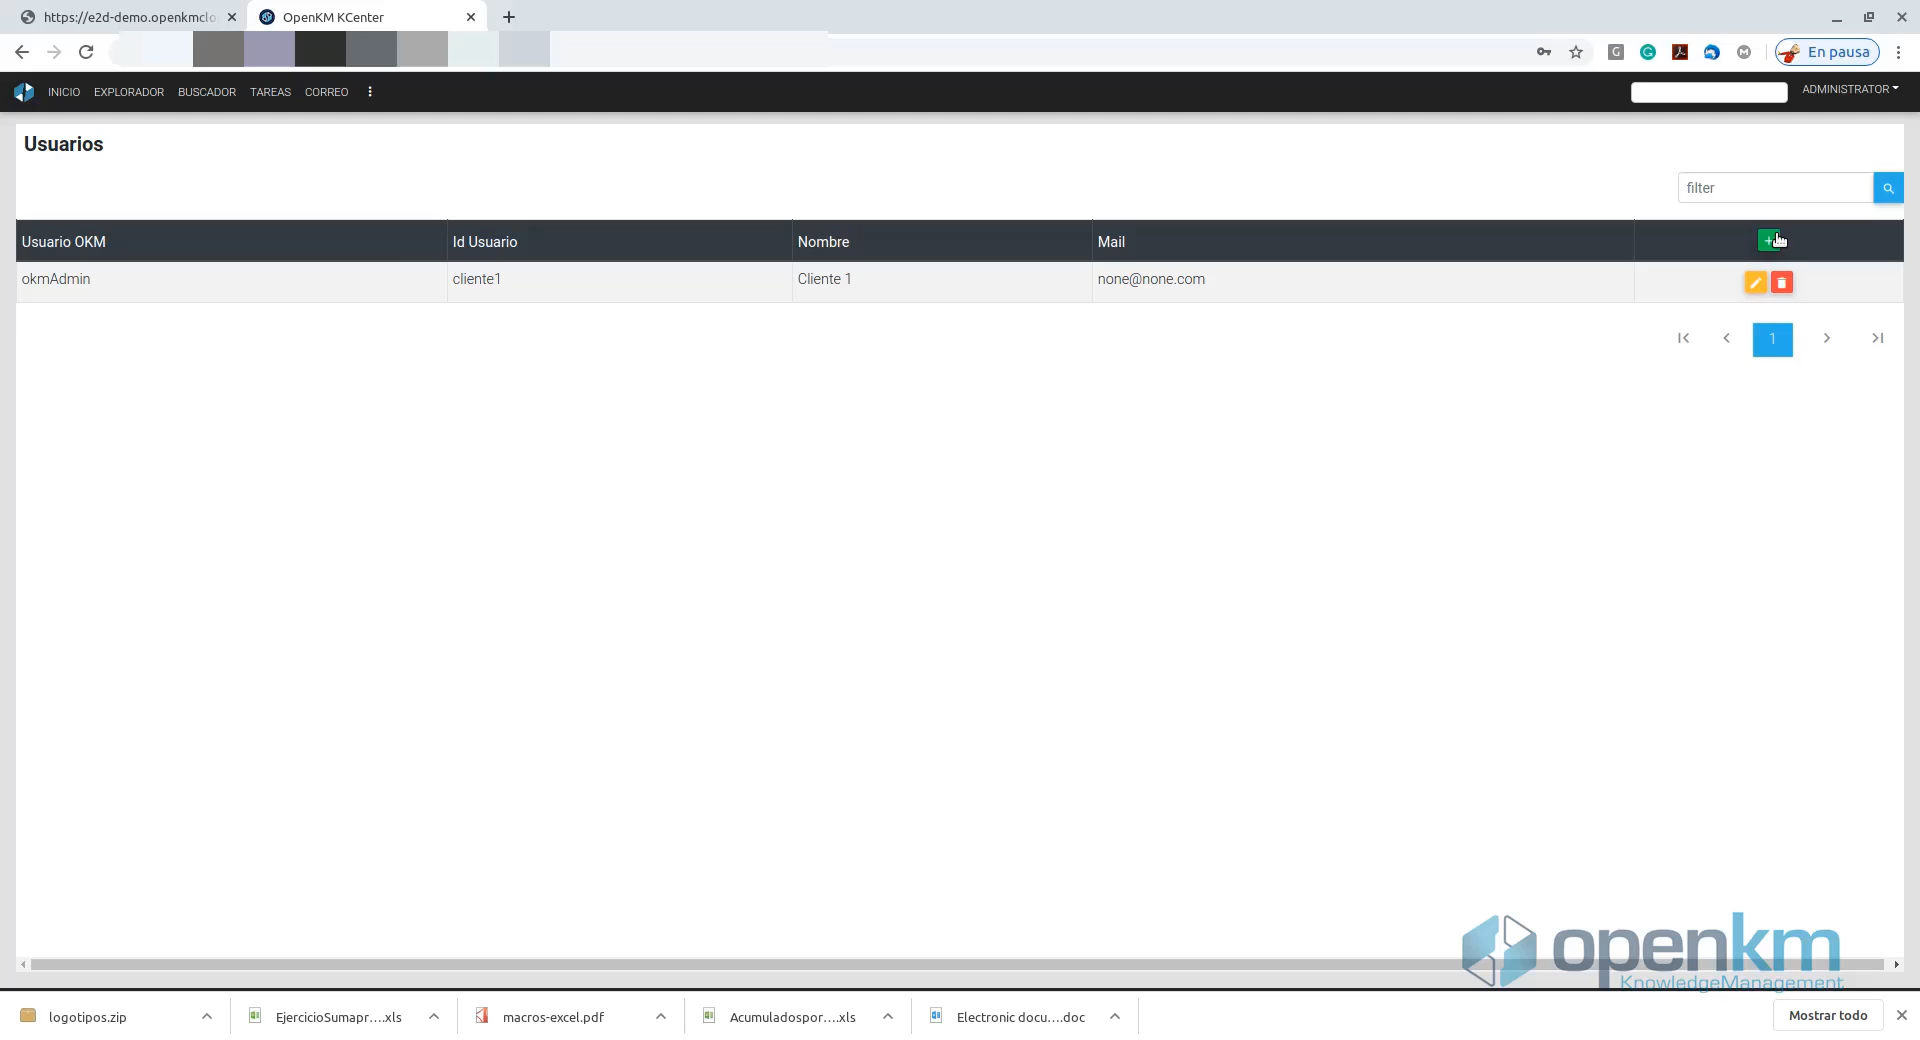 https://e2d-demo.openkmclo
OpenKM KCenter
En pausa
INICIO EXPLORADOR BUSCADOR TAREAS CORREO
ADMINISTRATOR
Usuarios
filter
Usuario OKM Id Usuario Nombre Mail
okmAdmin cliente1 Cliente 1 none@none.com
1
openkm
KnowledgeManagement
logotipos.zip EjercicioSumapr....xls macros-excel.pdf Acumuladospor....xls Electronic docu....doc Mostrar todo